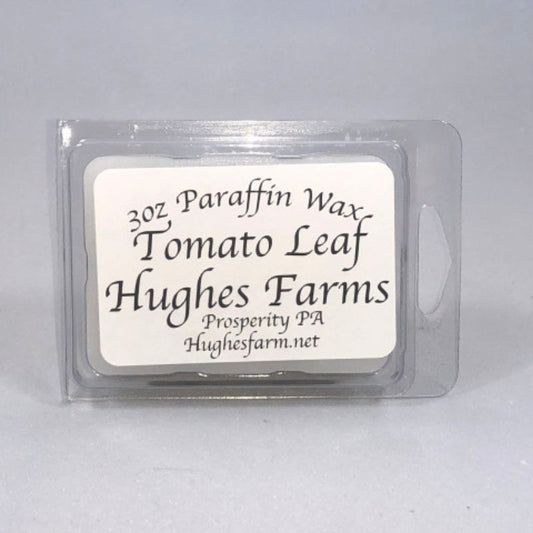 3oz Paraffin Wax
Tomato Leaf
Hughes Farms
Prosperity PA
Hughesfarm.net